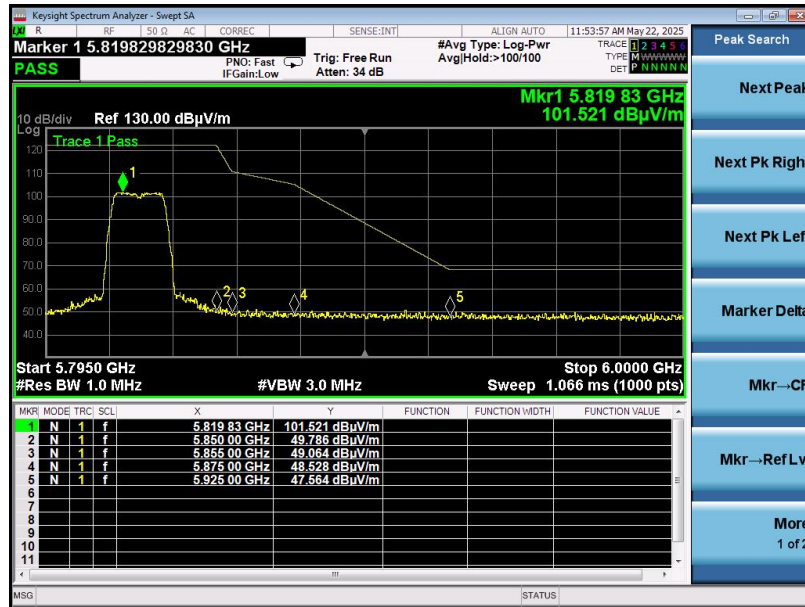 Keysight Spectrum Analyzer - Swept SA
LXI R RF 50 Ω AC CORREC SENSE:INT ALIGN AUTO 11:53:57 AM May 22, 2025
Marker 1 5.819829829830 GHz
PASS
PNO: Fast
IFGain:Low
Trig: Free Run
Atten: 34 dB
#Avg Type: Log-Pwr
Avg|Hold:>100/100
TRACE 1 2 3 4 5 6
TYPE M WWWWW
DET P N N N N N
Mkr1 5.819 83 GHz
101.521 dBµV/m
10 dB/div Ref 130.00 dBµV/m
Log
Trace 1 Pass
120
110
100
90.0
80.0
70.0
60.0
50.0
40.0
1
2
3
4
5
Start 5.7950 GHz Stop 6.0000 GHz
#Res BW 1.0 MHz #VBW 3.0 MHz Sweep 1.066 ms (1000 pts)
MKR MODE TRC SCL X Y FUNCTION FUNCTION WIDTH FUNCTION VALUE
1 N 1 f 5.819 83 GHz 101.521 dBµV/m
2 N 1 f 5.850 00 GHz 49.786 dBµV/m
3 N 1 f 5.855 00 GHz 49.064 dBµV/m
4 N 1 f 5.875 00 GHz 48.528 dBµV/m
5 N 1 f 5.925 00 GHz 47.564 dBµV/m
6
7
8
9
10
11
MSG STATUS
Peak Search
Next Peak
Next Pk Righ
Next Pk Lef
Marker Delta
Mkr→CF
Mkr→Ref Lv
More
1 of 2